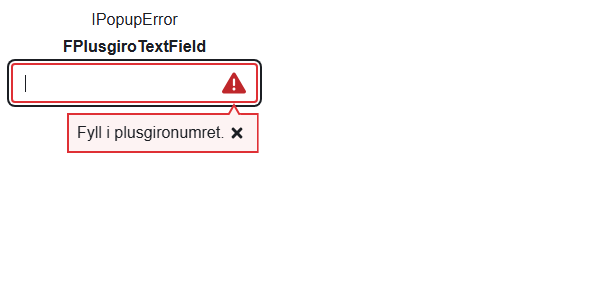 IPopupError
FPlusgiroTextField
Fyll i plusgironumret.